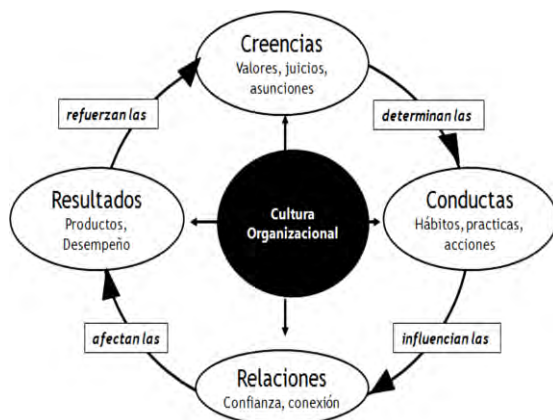 Creencias
Valores, juicios,
asunciones
refuerzan las
determinan las
Resultados
Productos,
Desempeño
Cultura
Organizacional
Conductas
Hábitos, practicas,
acciones
afectan las
influencian las
Relaciones
Confianza, conexión